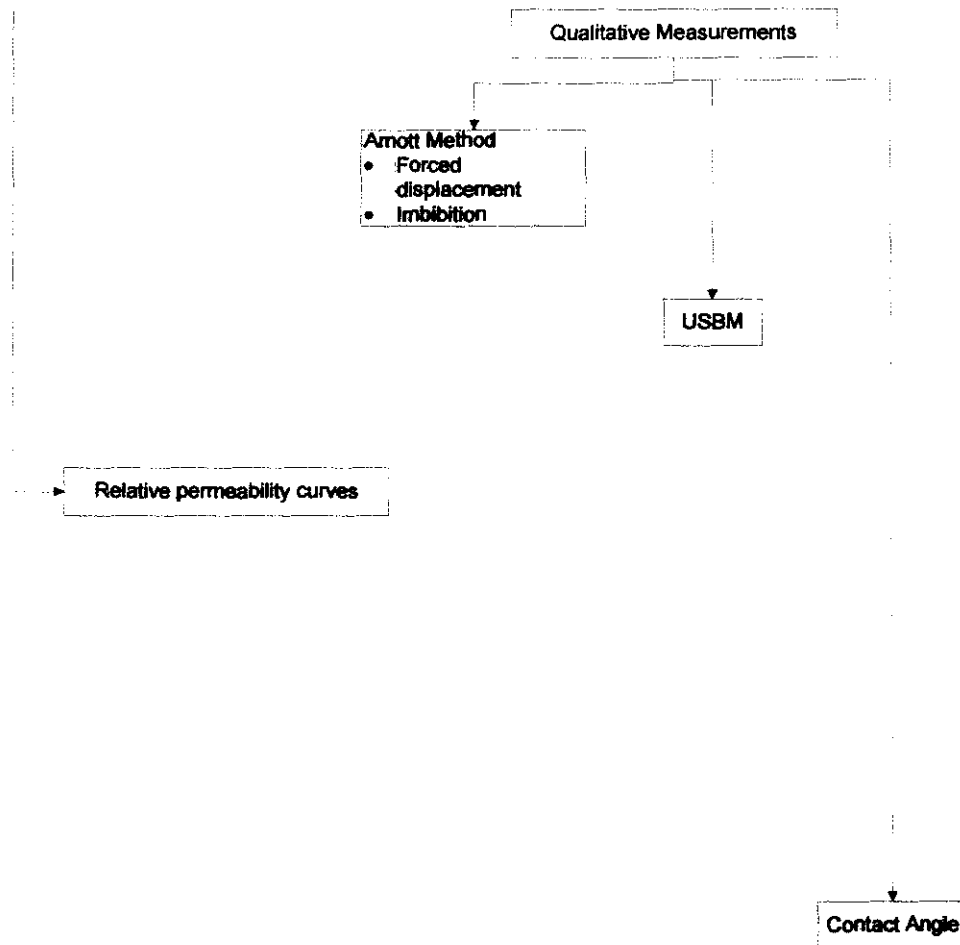 Qualitative Measurements
Amott Method
• Forced
displacement
• Imbibition
USBM
Relative permeability curves
Contact Angle